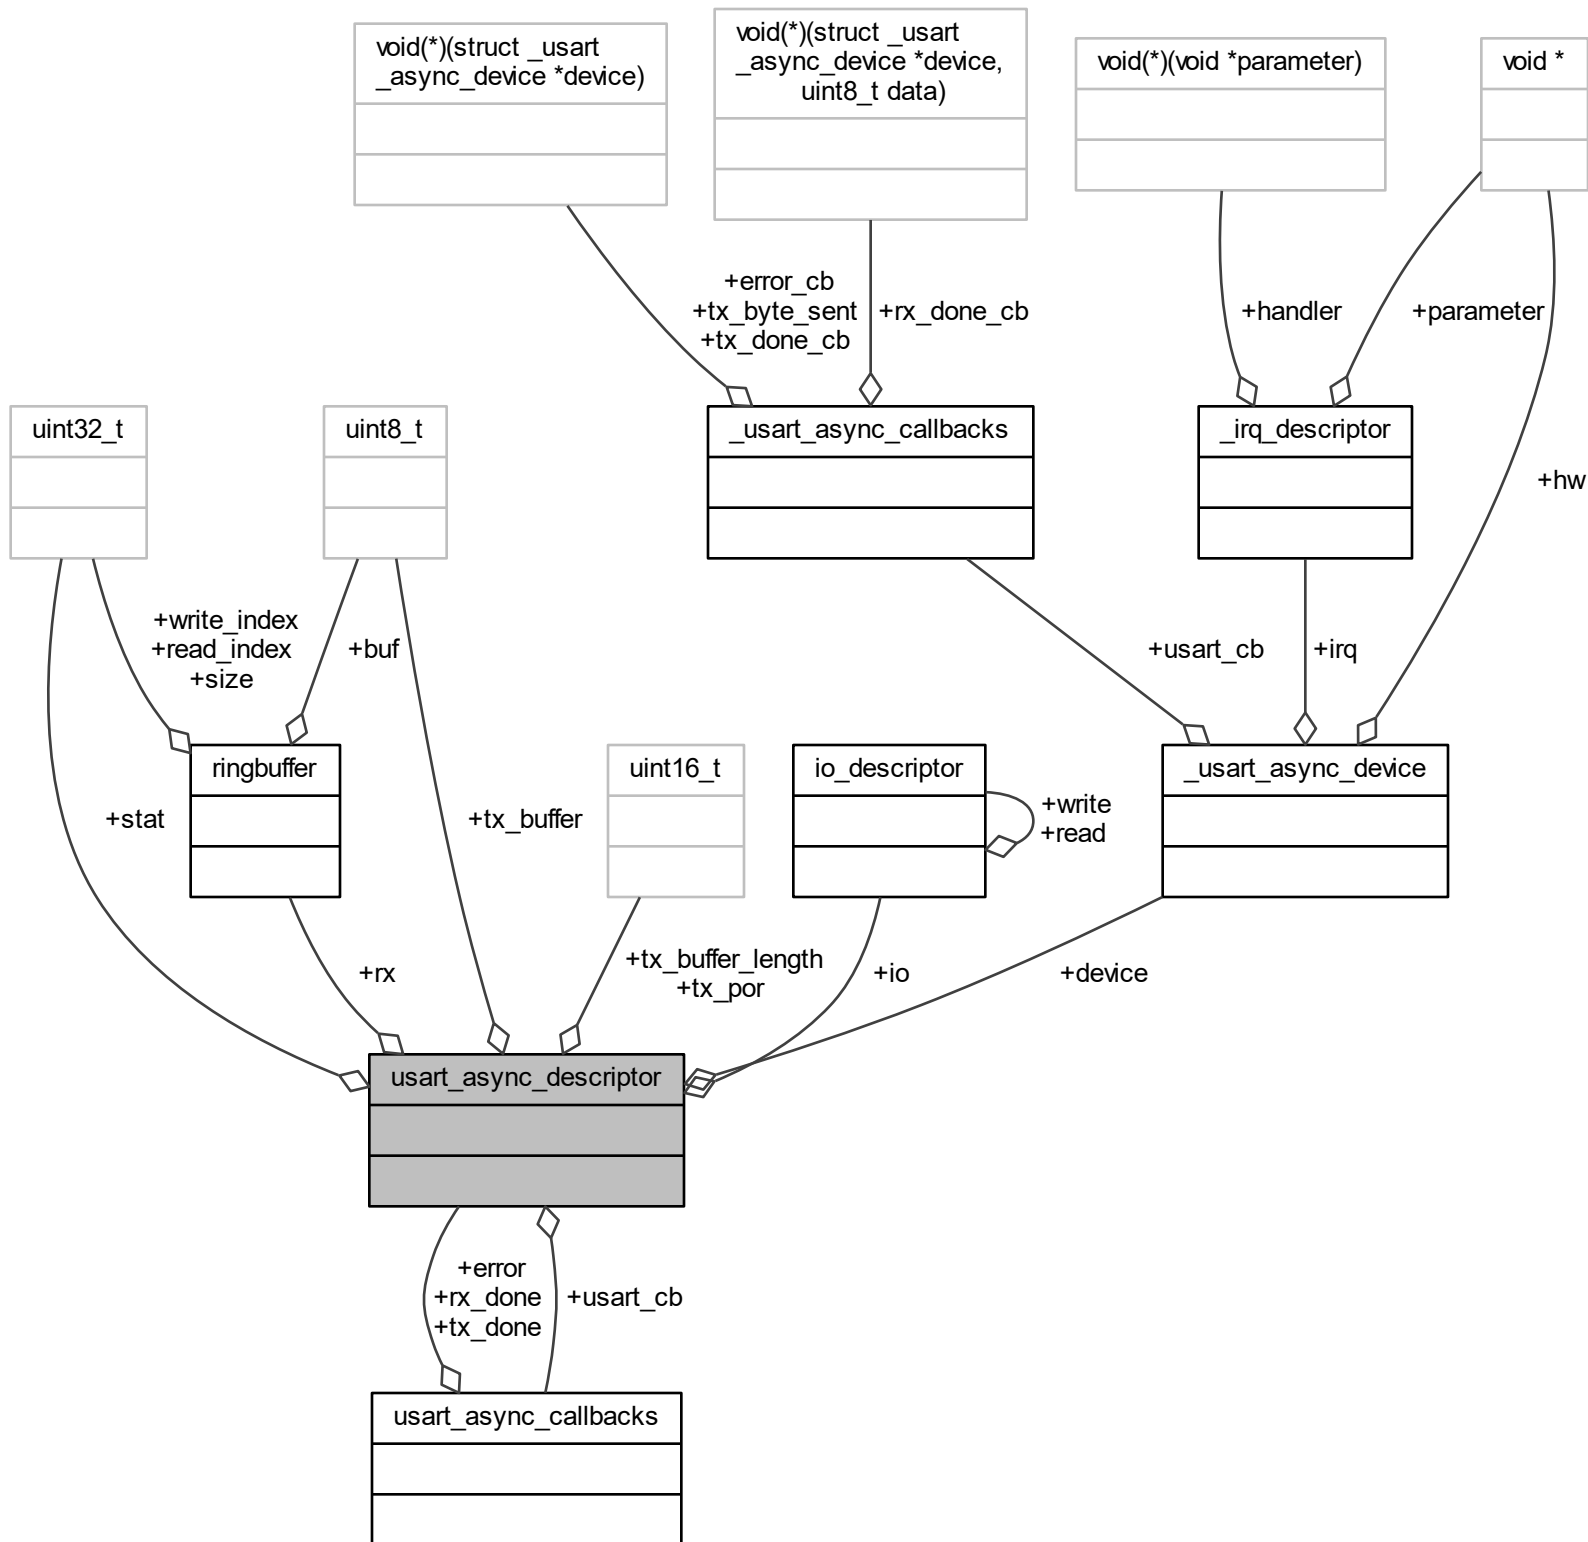 void(*)(struct _usart
_async_device *device)
void(*)(struct _usart
_async_device *device,
uint8_t data)
void(*)(void *parameter)
void *
+error_cb
+tx_byte_sent
+tx_done_cb
+rx_done_cb
+handler
+parameter
uint32_t
uint8_t
_usart_async_callbacks
_irq_descriptor
+hw
+write_index
+read_index
+size
+buf
+usart_cb
+irq
ringbuffer
uint16_t
io_descriptor
_usart_async_device
+stat
+tx_buffer
+write
+read
+rx
+tx_buffer_length
+tx_por
+io
+device
usart_async_descriptor
+error
+rx_done
+tx_done
+usart_cb
usart_async_callbacks